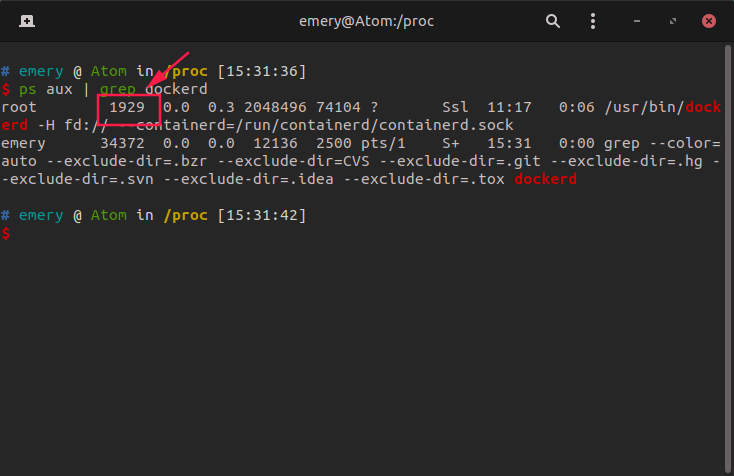 emery@Atom:/proc
# emery @ Atom in /proc [15:31:36]
$ ps aux | grep dockerd
root 1929 0.0 0.3 2048496 74104 ? Ssl 11:17 0:06 /usr/bin/dock
erd -H fd:// --containerd=/run/containerd/containerd.sock
emery 34372 0.0 0.0 12136 2500 pts/1 S+ 15:31 0:00 grep --color=
auto --exclude-dir=.bzr --exclude-dir=CVS --exclude-dir=.git --exclude-dir=.hg -
-exclude-dir=.svn --exclude-dir=.idea --exclude-dir=.tox dockerd
# emery @ Atom in /proc [15:31:42]
$